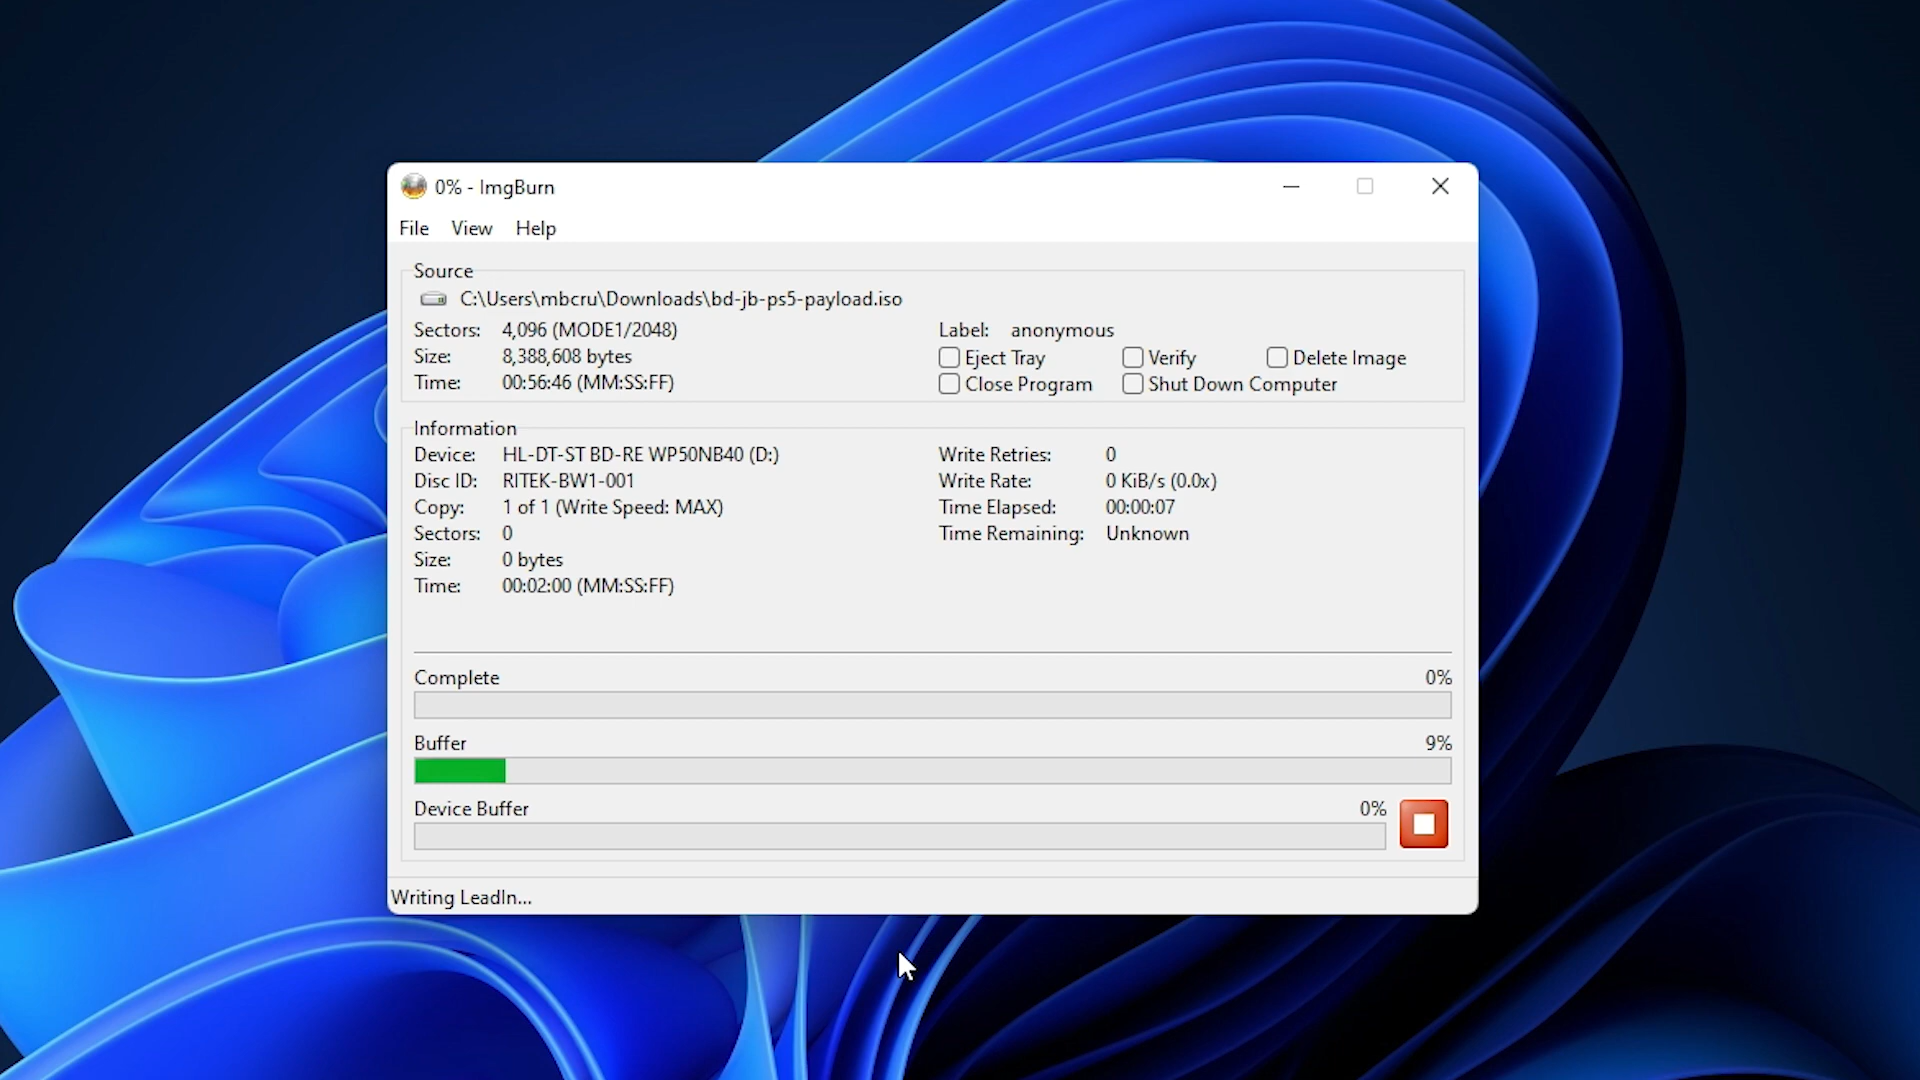 0% - ImgBurn
File View Help
Source
C:\Users\mbcru\Downloads\bd-jb-ps5-payload.iso
Sectors: 4,096 (MODE1/2048) Label: anonymous
Size: 8,388,608 bytes Eject Tray Verify Delete Image
Time: 00:56:46 (MM:SS:FF) Close Program Shut Down Computer
Information
Device: HL-DT-ST BD-RE WP50NB40 (D:) Write Retries: 0
Disc ID: RITEK-BW1-001 Write Rate: 0 KiB/s (0.0x)
Copy: 1 of 1 (Write Speed: MAX) Time Elapsed: 00:00:07
Sectors: 0 Time Remaining: Unknown
Size: 0 bytes
Time: 00:02:00 (MM:SS:FF)
Complete 0%
Buffer 9%
Device Buffer 0%
Writing LeadIn...